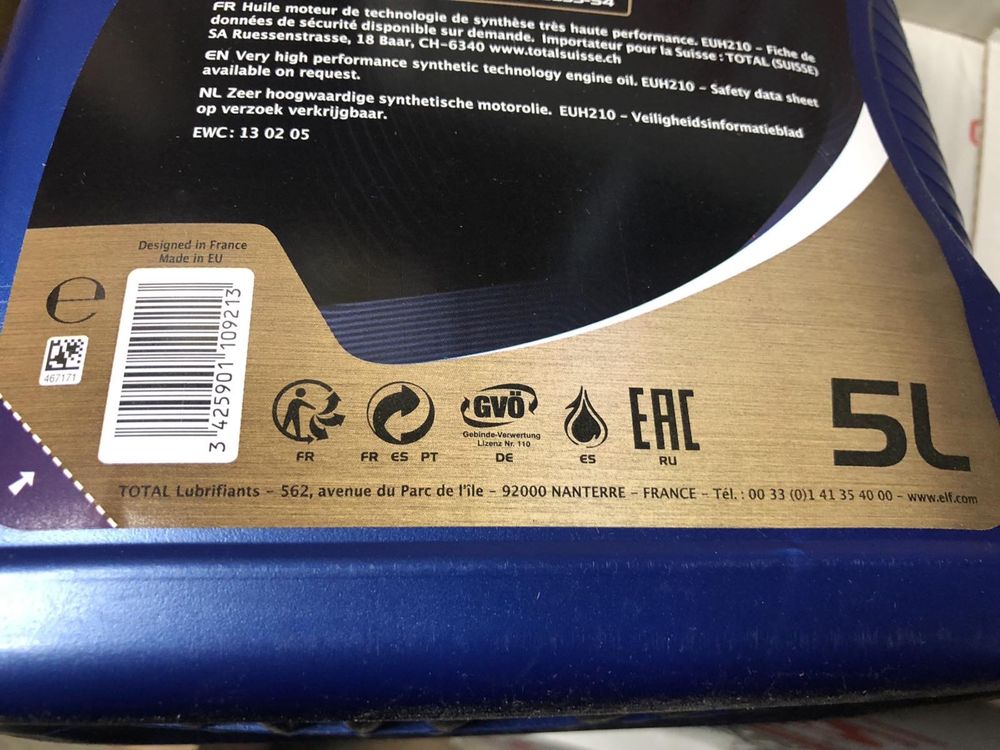 FR Huile moteur de technologie de synthèse très haute performance. EUH210 - Fiche de
données de sécurité disponible sur demande. Importateur pour la Suisse : TOTAL (SUISSE)
SA Ruessenstrasse, 18 Baar, CH-6340 www.totalsuisse.ch
EN Very high performance synthetic technology engine oil. EUH210 - Safety data sheet
available on request.
NL Zeer hoogwaardige synthetische motorolie. EUH210 - Veiligheidsinformatieblad
op verzoek verkrijgbaar.
EWC: 13 02 05
Designed in France
Made in EU
e
467171
3 425901 109213
FR
FR ES PT
GVÖ
Gebinde-Verwertung
Lizenz Nr. 110
DE
ES
EAC
RU
5L
TOTAL Lubrifiants - 562, avenue du Parc de l'île - 92000 NANTERRE - FRANCE - Tél. : 00 33 (0)1 41 35 40 00 - www.elf.com